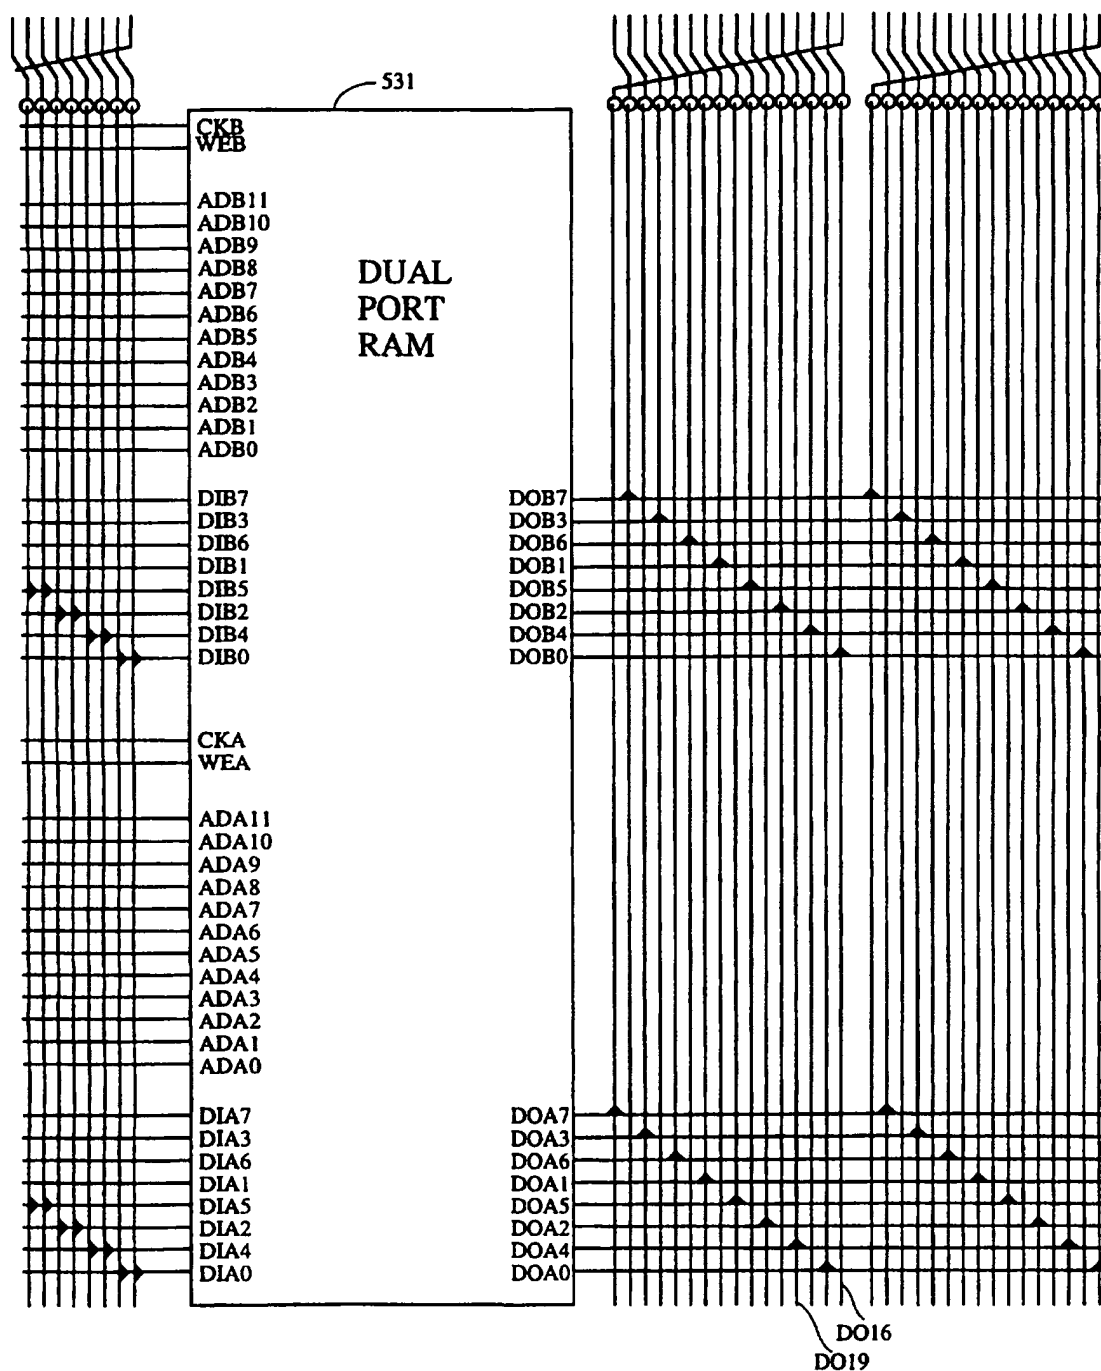 531
CKB
WEB
ADB11
ADB10
ADB9
ADB8
ADB7
ADB6
ADB5
ADB4
ADB3
ADB2
ADB1
ADB0
DUAL
PORT
RAM
DIB7 DOB7
DIB3 DOB3
DIB6 DOB6
DIB1 DOB1
DIB5 DOB5
DIB2 DOB2
DIB4 DOB4
DIB0 DOB0
CKA
WEA
ADA11
ADA10
ADA9
ADA8
ADA7
ADA6
ADA5
ADA4
ADA3
ADA2
ADA1
ADA0
DIA7 DOA7
DIA3 DOA3
DIA6 DOA6
DIA1 DOA1
DIA5 DOA5
DIA2 DOA2
DIA4 DOA4
DIA0 DOA0
DO16
DO19